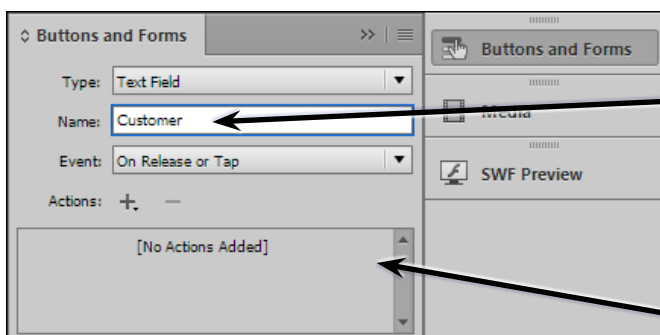 Buttons and Forms
Type: Text Field
Name: Customer
Event: On Release or Tap
Actions:
[No Actions Added]
Buttons and Forms
Media
SWF Preview